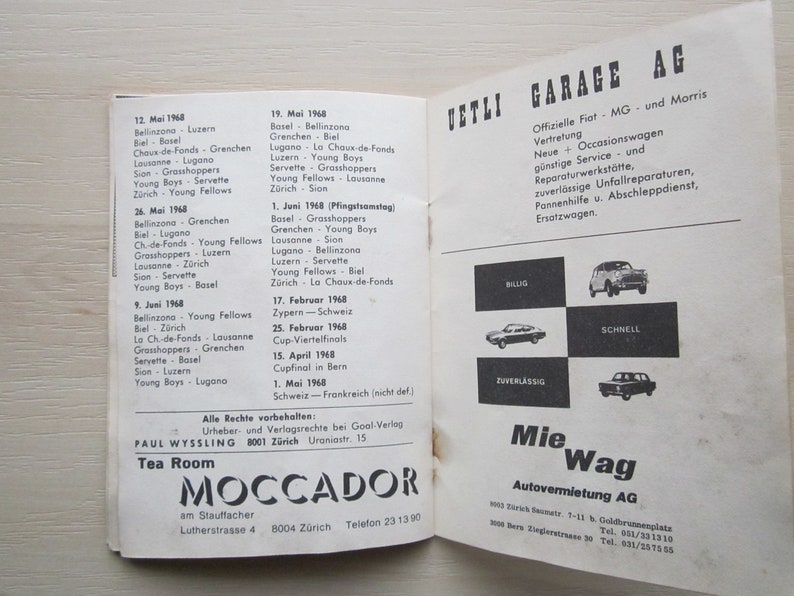 12. Mai 1968
Bellinzona - Luzern
Biel - Basel
Chaux-de-Fonds - Grenchen
Lausanne - Lugano
Sion - Grasshoppers
Young Boys - Servette
Zürich - Young Fellows
26. Mai 1968
Bellinzona - Grenchen
Biel - Lugano
Ch.-de-Fonds - Young Fellows
Grasshoppers - Luzern
Lausanne - Zürich
Sion - Servette
Young Boys - Basel
9. Juni 1968
Bellinzona - Young Fellows
Biel - Zürich
La Ch.-de-Fonds - Lausanne
Grasshoppers - Grenchen
Servette - Basel
Sion - Luzern
Young Boys - Lugano
19. Mai 1968
Basel - Bellinzona
Grenchen - Biel
Lugano - La Chaux-de-Fonds
Luzern - Young Boys
Servette - Grasshoppers
Young Fellows - Lausanne
Zürich - Sion
1. Juni 1968 (Pfingstsamstag)
Basel - Grasshoppers
Grenchen - Young Boys
Lausanne - Sion
Lugano - Bellinzona
Luzern - Servette
Young Fellows - Biel
Zürich - La Chaux-de-Fonds
17. Februar 1968
Zypern — Schweiz
25. Februar 1968
Cup-Viertelfinals
15. April 1968
Cupfinal in Bern
1. Mai 1968
Schweiz — Frankreich (nicht def.)
Alle Rechte vorbehalten:
Urheber- und Verlagsrechte bei Goal-Verlag
PAUL WYSSLING 8001 Zürich Uraniastr. 15
Tea Room
MOCCADOR
am Stauffacher
Lutherstrasse 4 8004 Zürich Telefon 23 13 90
UETLI GARAGE AG
Offizielle Fiat - MG - und Morris
Vertretung
Neue + Occasionswagen
günstige Service - und
Reparaturwerkstätte,
zuverlässige Unfallreparaturen,
Pannenhilfe u. Abschleppdienst,
Ersatzwagen.
BILLIG
SCHNELL
ZUVERLÄSSIG
Mie
Wag
Autovermietung AG
8003 Zürich Saumstr. 7-11 b. Goldbrunnenplatz
Tel. 051/33 13 10
3000 Bern Zieglerstrasse 30 Tel. 031/25 75 55